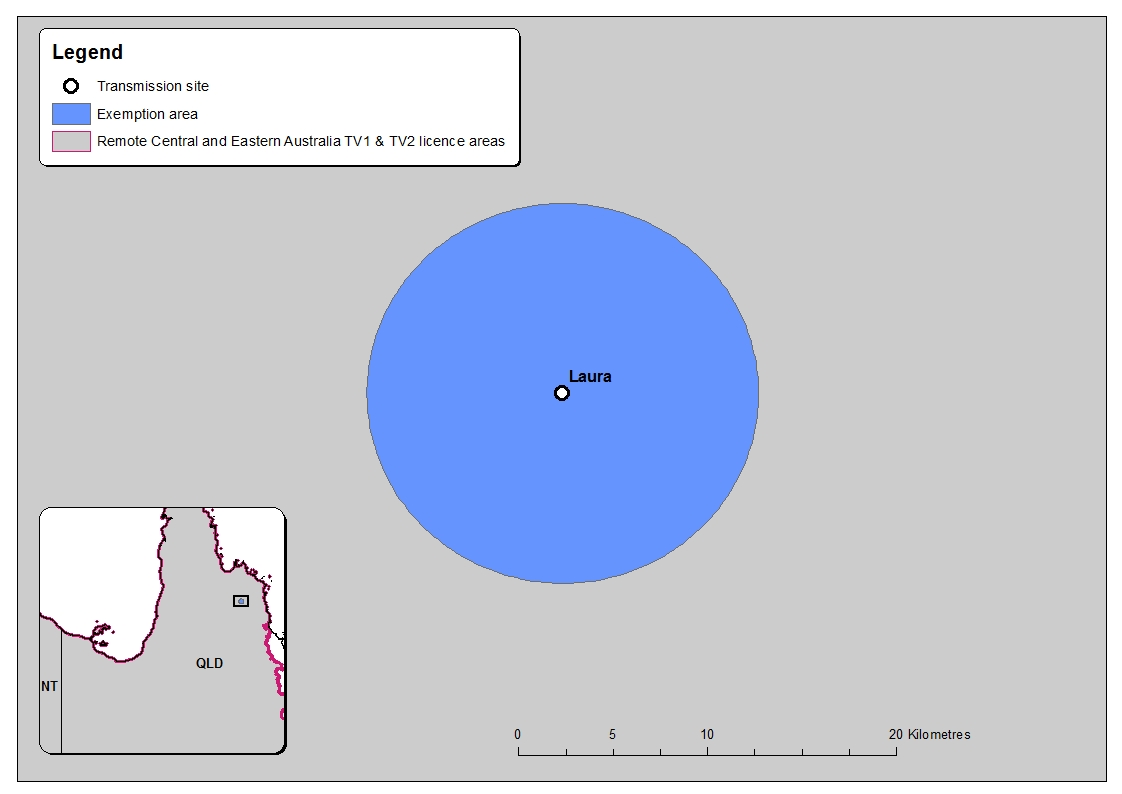 Legend
Transmission site
Exemption area
Remote Central and Eastern Australia TV1 & TV2 licence areas
Laura
QLD
NT
0 5 10 20 Kilometres